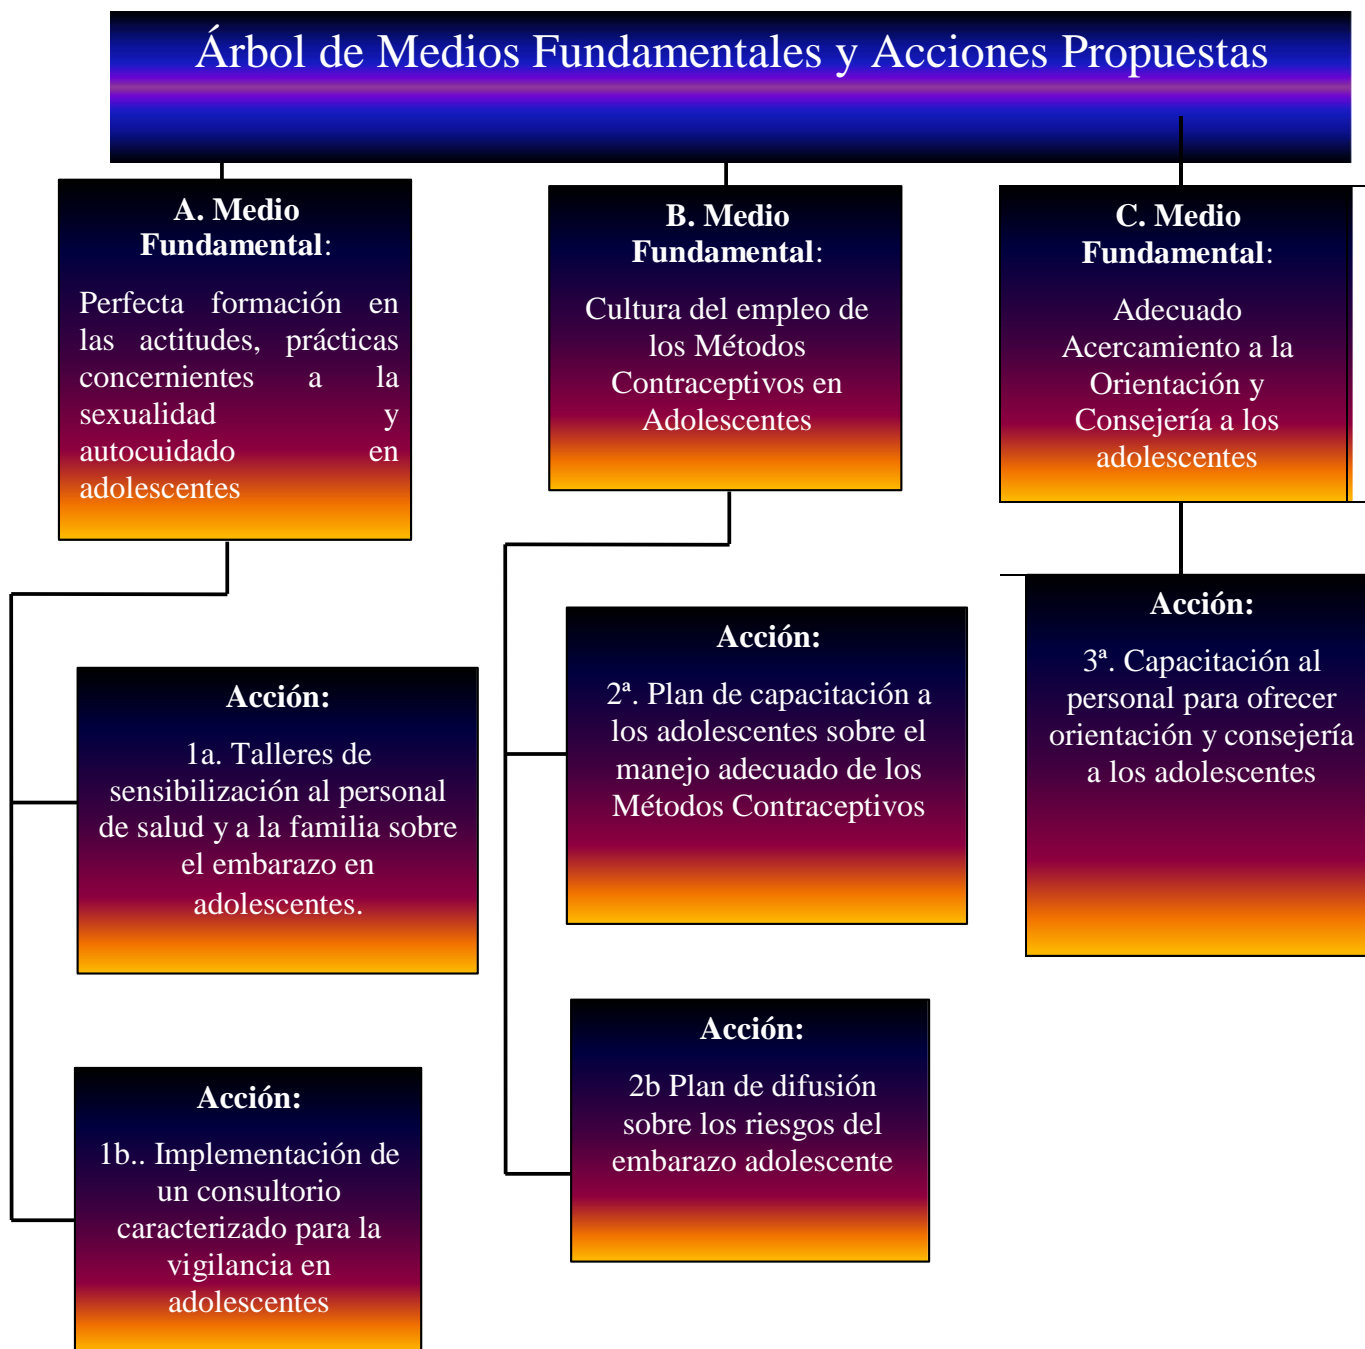 Árbol de Medios Fundamentales y Acciones Propuestas
A. Medio
Fundamental:
Perfecta formación en
las actitudes, prácticas
concernientes a la
sexualidad y
autocuidado en
adolescentes
B. Medio
Fundamental:
Cultura del empleo de
los Métodos
Contraceptivos en
Adolescentes
C. Medio
Fundamental:
Adecuado
Acercamiento a la
Orientación y
Consejería a los
adolescentes
Acción:
1a. Talleres de
sensibilización al personal
de salud y a la familia sobre
el embarazo en
adolescentes.
Acción:
2ª. Plan de capacitación a
los adolescentes sobre el
manejo adecuado de los
Métodos Contraceptivos
Acción:
3ª. Capacitación al
personal para ofrecer
orientación y consejería
a los adolescentes
Acción:
1b.. Implementación de
un consultorio
caracterizado para la
vigilancia en
adolescentes
Acción:
2b Plan de difusión
sobre los riesgos del
embarazo adolescente